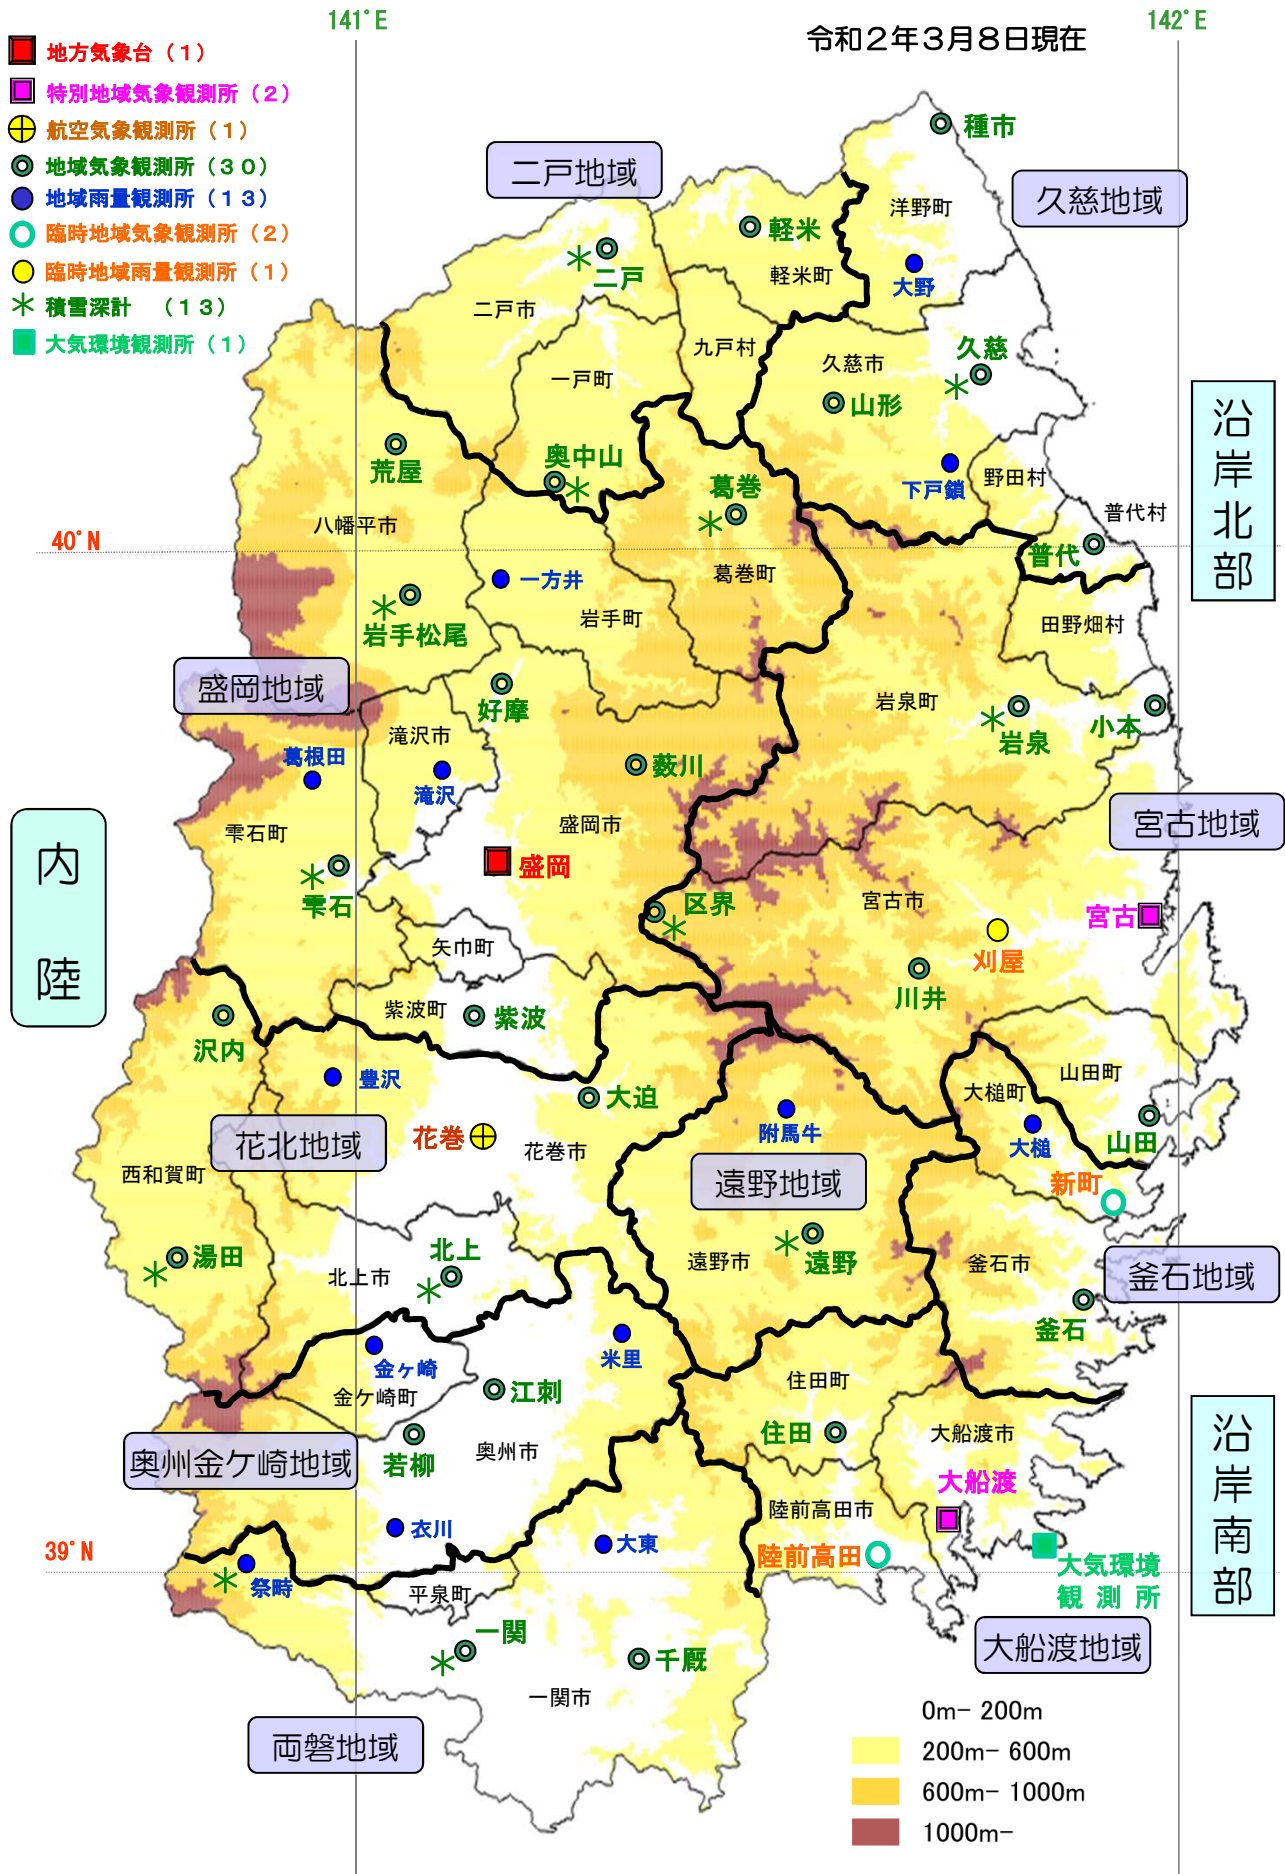 141°E
142°E
令和2年3月8日現在
地方気象台(1)
特別地域気象観測所(2)
航空気象観測所(1)
地域気象観測所(30)
地域雨量観測所(13)
臨時地域気象観測所(2)
臨時地域雨量観測所(1)
積雪深計 (13)
大気環境観測所(1)
種市
二戸地域
久慈地域
洋野町
軽米
二戸
軽米町
大野
二戸市
九戸村
久慈
久慈市
一戸町
山形
沿岸北部
荒屋
奥中山
葛巻
下戸鎖
野田村
八幡平市
普代村
40°N
普代
一方井
葛巻町
岩手町
岩手松尾
田野畑村
盛岡地域
好摩
岩泉町
岩泉
小本
滝沢市
葛根田
薮川
滝沢
雫石町
盛岡市
宮古地域
内陸
盛岡
雫石
区界
宮古市
宮古
矢巾町
刈屋
川井
紫波町
紫波
沢内
山田町
豊沢
大迫
大槌町
附馬牛
花北地域
花巻
花巻市
大槌
山田
西和賀町
遠野地域
新町
湯田
北上
遠野市
遠野
釜石市
釜石地域
北上市
釜石
米里
金ヶ崎
金ケ崎町
江刺
住田町
住田
大船渡市
奥州金ケ崎地域
若柳
奥州市
沿岸南部
大船渡
陸前高田市
衣川
大東
陸前高田
39°N
大気環境
観測所
祭畤
平泉町
一関
千厩
大船渡地域
一関市
両磐地域
0m- 200m
200m- 600m
600m- 1000m
1000m-